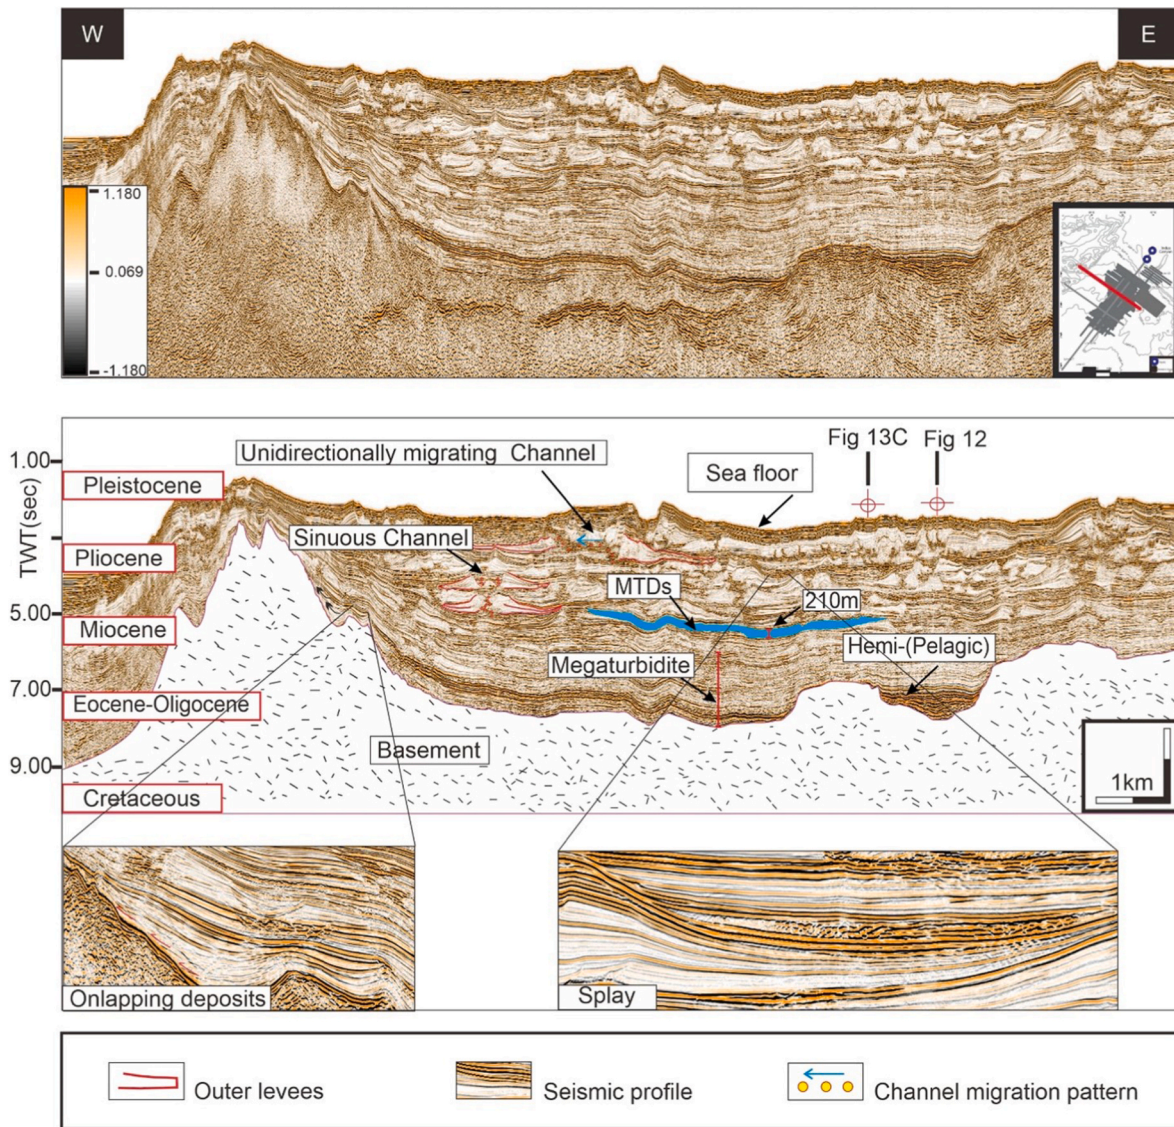 W
E
1.180
0.069
-1.180
Unidirectionally migrating Channel
Fig 13C
Fig 12
1.00
Sea floor
Pleistocene
TWT(sec)
Sinuous Channel
Pliocene
MTDs
210m
5.00
Miocene
Hemi-(Pelagic)
Megaturbidite
7.00
Eocene-Oligocene
Basement
9.00
1km
Cretaceous
Onlapping deposits
Splay
Outer levees
Seismic profile
Channel migration pattern